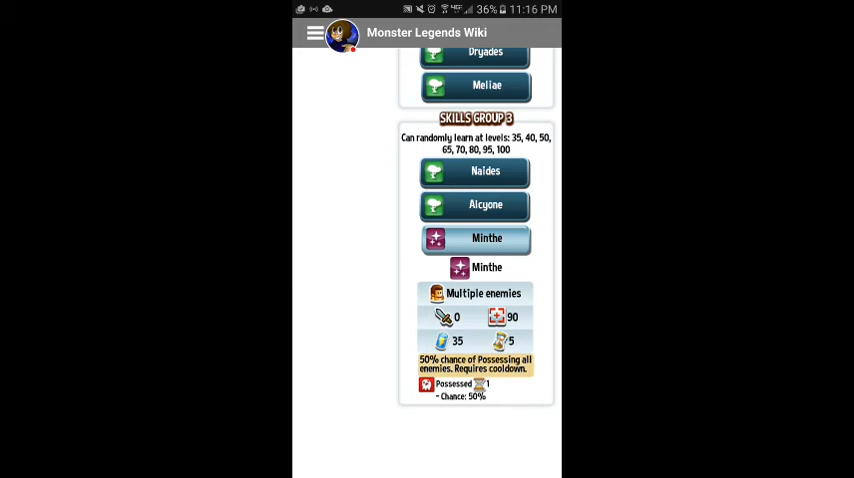 36% 11:16 PM
Monster Legends Wiki
Dryades
Meliae
SKILLS GROUP 3
Can randomly learn at levels: 35, 40, 50,
65, 70, 80, 95, 100
Naides
Alcyone
Minthe
Minthe
Multiple enemies
0 90
35 5
50% chance of Possessing all
enemies. Requires cooldown.
Possessed 1
- Chance: 50%